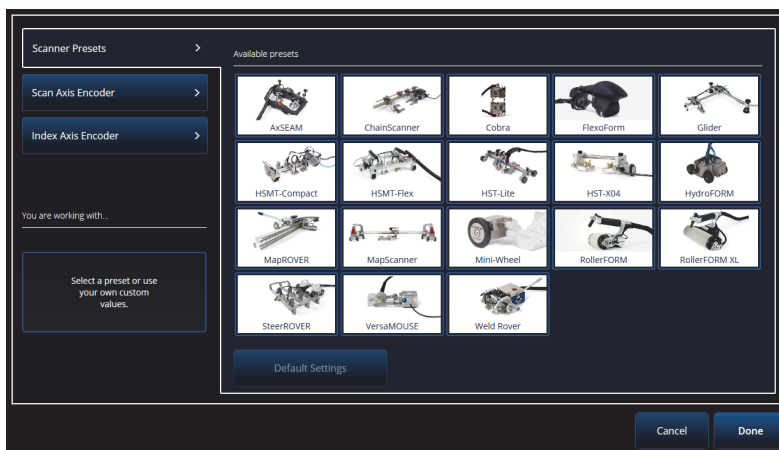 Scanner Presets
Available presets
Scan Axis Encoder
Index Axis Encoder
AxSEAM
ChainScanner
Cobra
FlexoForm
Glider
HSMT-Compact
HSMT-Flex
HST-Lite
HST-X04
HydroFORM
You are working with...
MapROVER
MapScanner
Mini-Wheel
RollerFORM
RollerFORM XL
Select a preset or use
your own custom
values.
SteerROVER
VersaMOUSE
Weld Rover
Default Settings
Cancel
Done